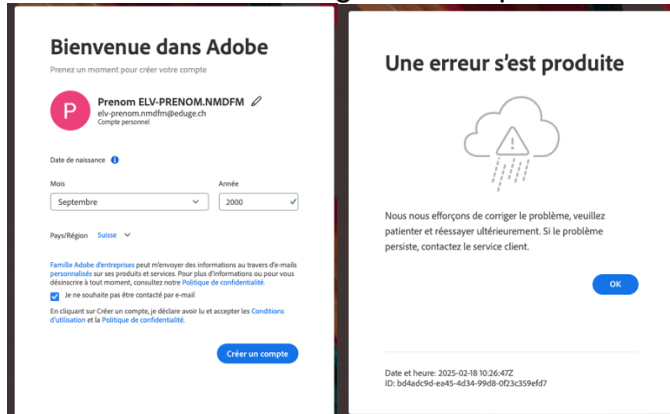 Bienvenue dans Adobe
Prenez un moment pour créer votre compte
P
Prenom ELV-PRENOM.NMDFM
elv-prenom.nmdfm@eduge.ch
Compte personnel
Date de naissance
Mois
Année
Septembre
2000
Pays/Région Suisse
Famille Adobe d'entreprises peut m'envoyer des informations au travers d'e-mails
personnalisés sur ses produits et services. Pour plus d'informations ou pour vous
désinscrire à tout moment, consultez notre Politique de confidentialité.
Je ne souhaite pas être contacté par e-mail
En cliquant sur Créer un compte, je déclare avoir lu et accepter les Conditions
d'utilisation et la Politique de confidentialité.
Créer un compte
Une erreur s'est produite
Nous nous efforçons de corriger le problème, veuillez
patienter et réessayer ultérieurement. Si le problème
persiste, contactez le service client.
OK
Date et heure: 2025-02-18 10:26:47Z
ID: bd4adc9d-ea45-4d34-99d8-0f23c359efd7